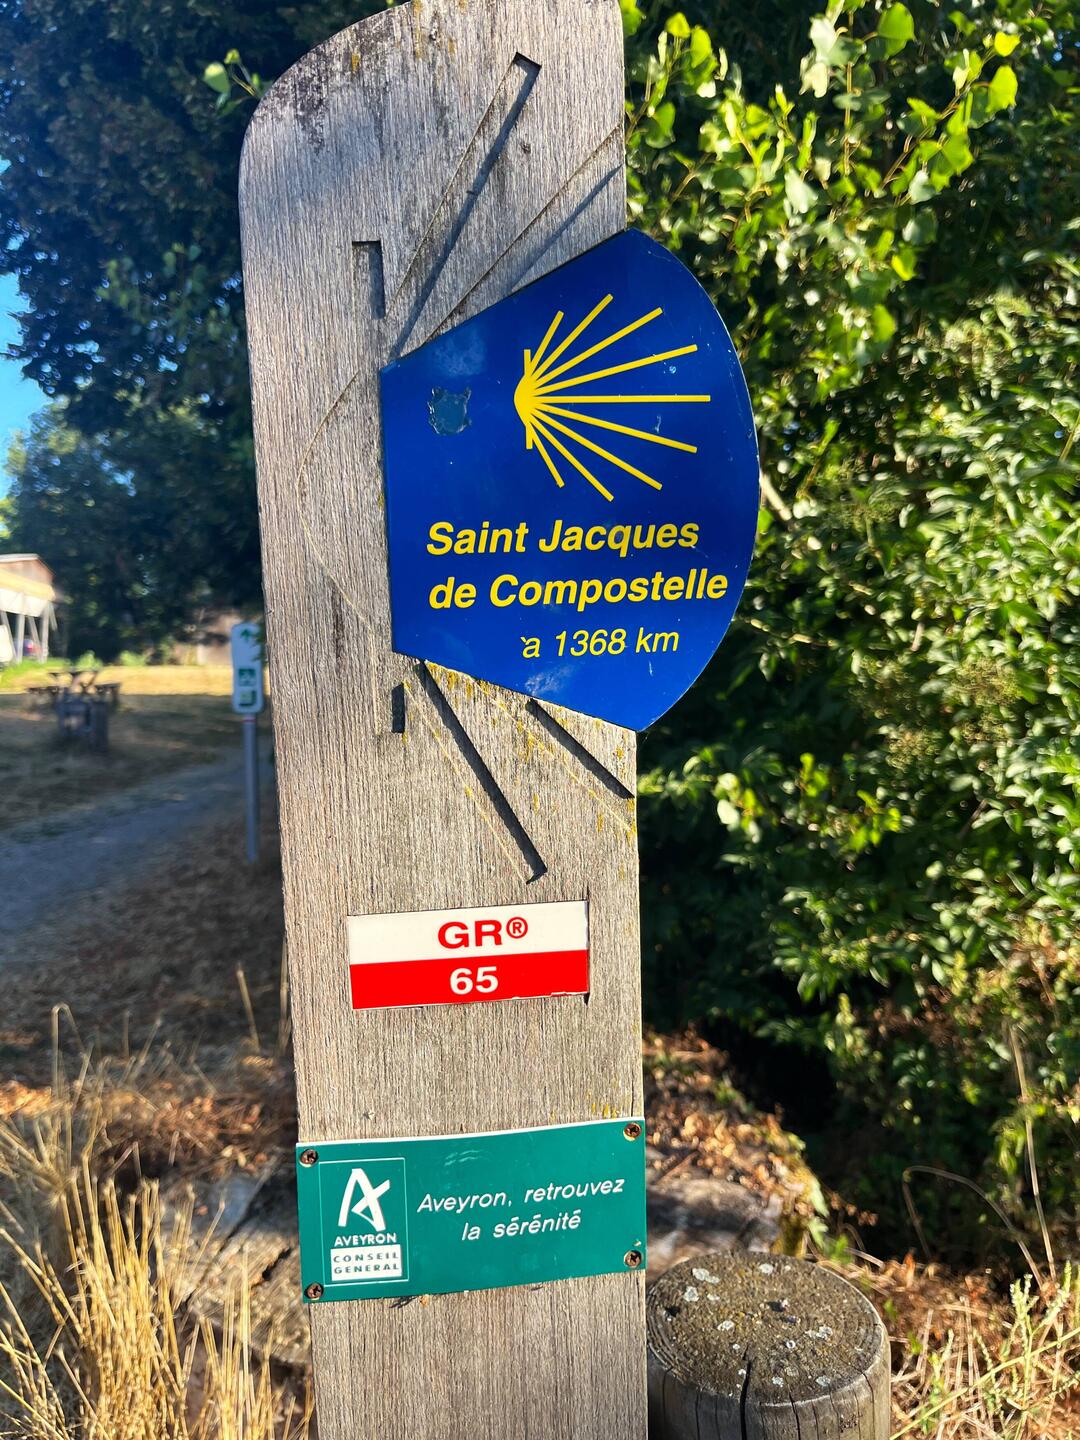 Saint Jacques
de Compostelle
à 1368 km
GR®
65
Aveyron, retrouvez
la sérénité
AVEYRON
CONSEIL
GENERAL